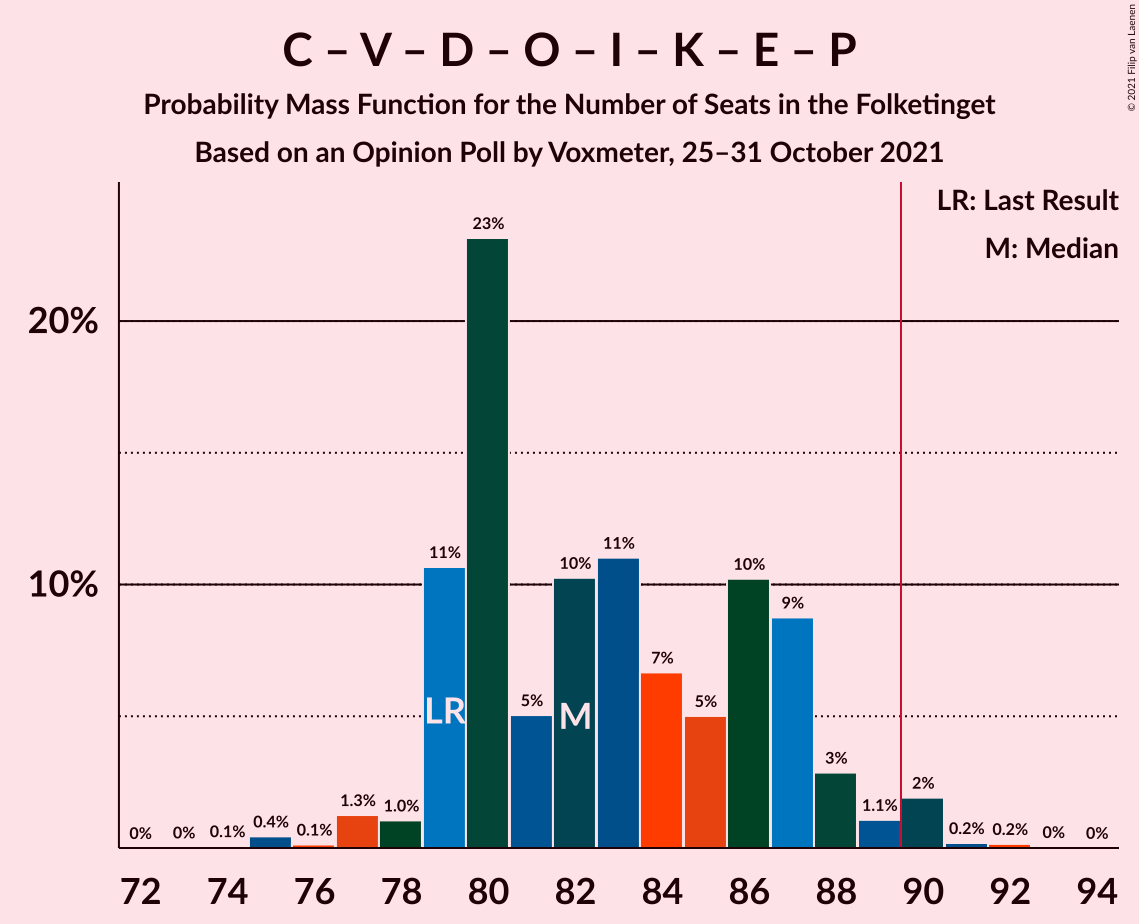 C – V – D – O – I – K – E – P
Probability Mass Function for the Number of Seats in the Folketinget
Based on an Opinion Poll by Voxmeter, 25–31 October 2021
© 2021 Filip van Laenen
LR: Last Result
M: Median
20%
10%
0%
0%
0.1%
0.4%
0.1%
1.3%
1.0%
11%
23%
5%
10%
11%
7%
5%
10%
9%
3%
1.1%
2%
0.2%
0.2%
0%
0%
LR
M
72 74 76 78 80 82 84 86 88 90 92 94